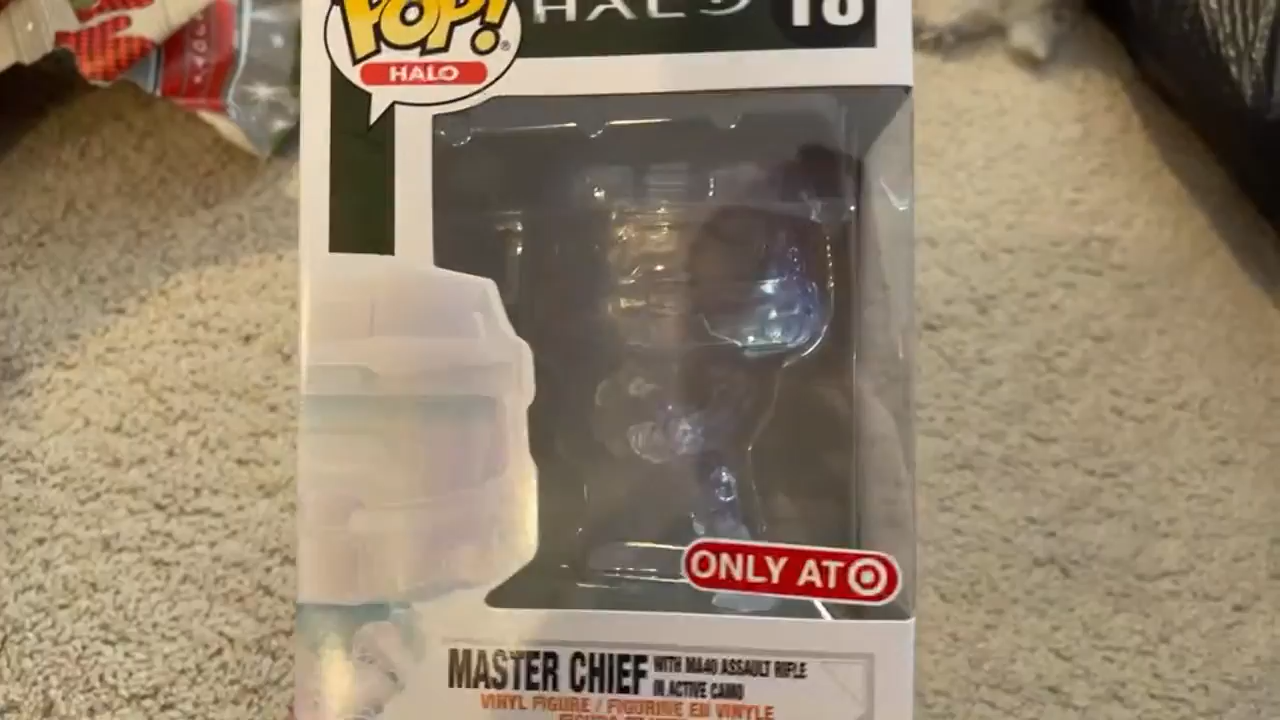 POP!®
HALO
HALO
18
ONLY AT
MASTER CHIEF
WITH MA40 ASSAULT RIFLE
IN ACTIVE CAMO
VINYL FIGURE / FIGURINE EN VINYLE